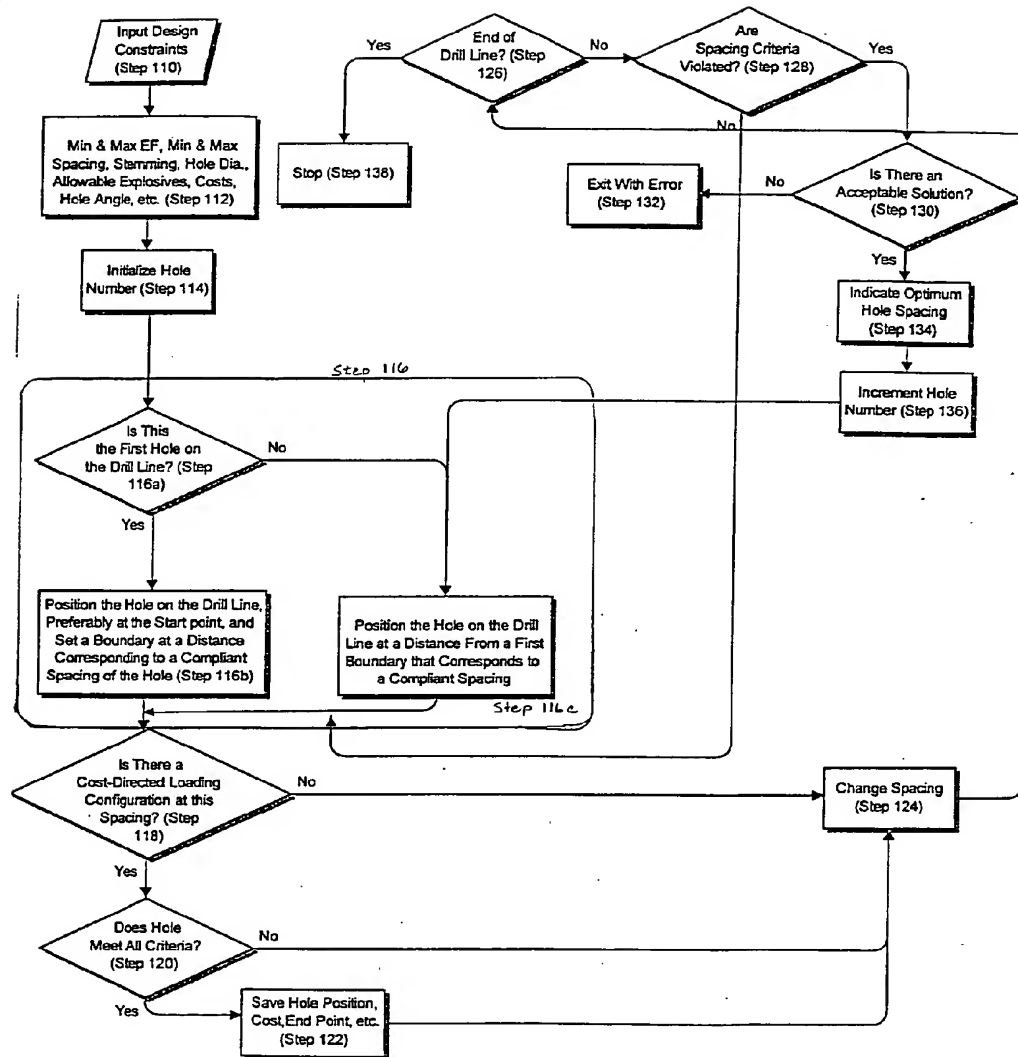 Input Design
Constraints
(Step 110)
Min & Max EF, Min & Max
Spacing, Stemming, Hole Dia.,
Allowable Explosives, Costs,
Hole Angle, etc. (Step 112)
Initialize Hole
Number (Step 114)
Step 116
Is This
the First Hole on
the Drill Line? (Step
116a)
No
Yes
Position the Hole on the Drill Line,
Preferably at the Start point, and
Set a Boundary at a Distance
Corresponding to a Compliant
Spacing of the Hole (Step 116b)
Position the Hole on the Drill
Line at a Distance From a First
Boundary that Corresponds to
a Compliant Spacing
Step 116c
Is There a
Cost-Directed Loading
Configuration at this
Spacing? (Step
118)
No
Yes
Does Hole
Meet All Criteria?
(Step 120)
No
Yes
Save Hole Position,
Cost,End Point, etc.
(Step 122)
Change Spacing
(Step 124)
End of
Drill Line? (Step
126)
Yes
No
Stop (Step 138)
Are
Spacing Criteria
Violated? (Step 128)
Yes
No
Is There an
Acceptable Solution?
(Step 130)
No
Exit With Error
(Step 132)
Yes
Indicate Optimum
Hole Spacing
(Step 134)
Increment Hole
Number (Step 136)